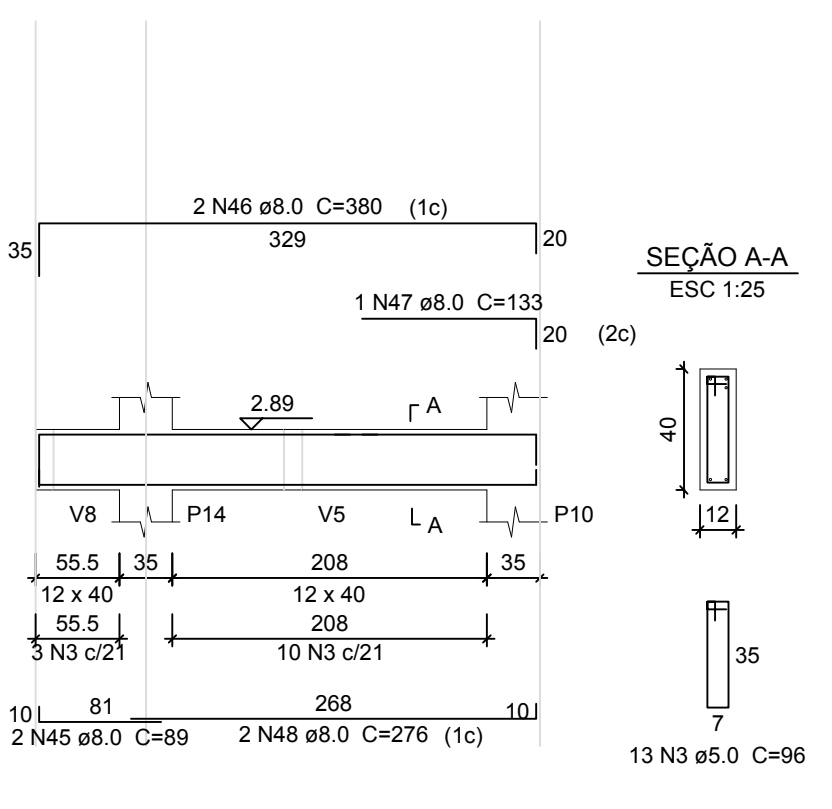 2 N46 ø8.0 C=380 (1c)
35
329
20
SEÇÃO A-A
ESC 1:25
1 N47 ø8.0 C=133
20 (2c)
2.89
A
40
V8
P14
V5
A
P10
12
55.5 35 208 35
12 x 40 12 x 40
55.5 208
3 N3 c/21 10 N3 c/21
35
7
10 81 268 10
2 N45 ø8.0 C=89 2 N48 ø8.0 C=276 (1c)
13 N3 ø5.0 C=96